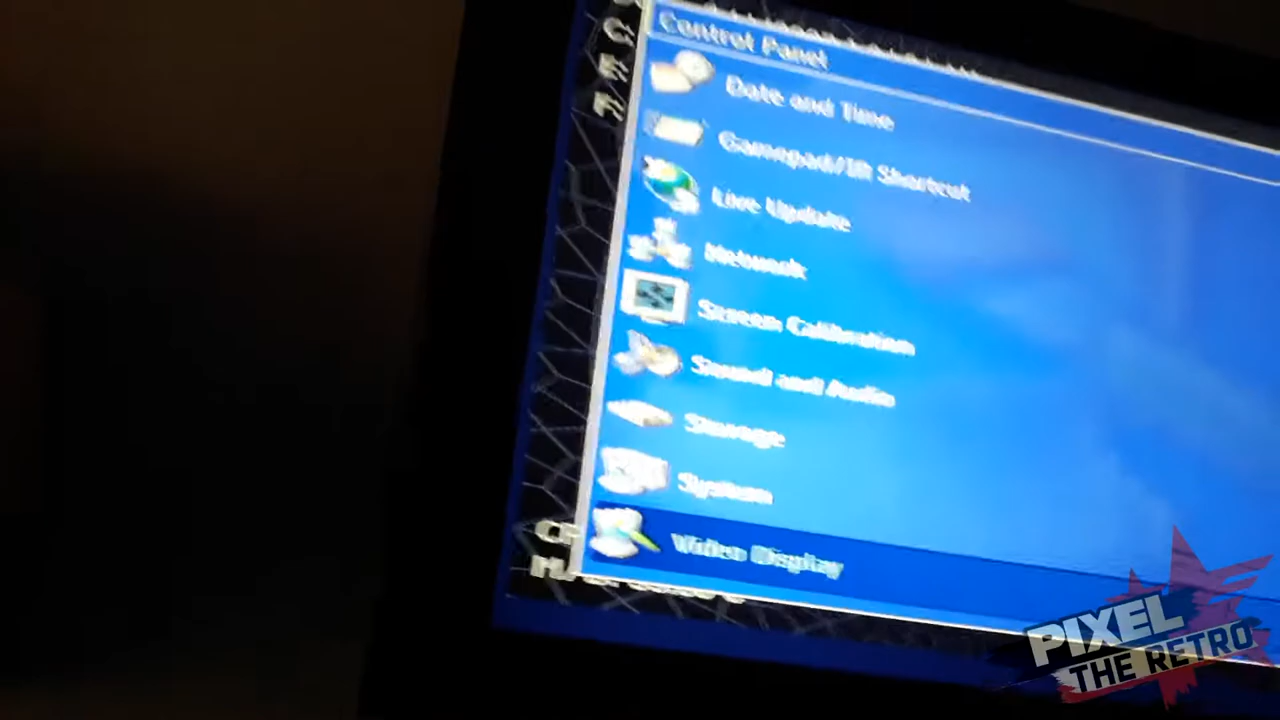 C:
E:
F:
Control Panel
Date and Time
Gamepad/IR Shortcut
Live Update
Network
Screen Calibration
Sound and Audio
Storage
System
Video Display
PIXEL
THE RETRO